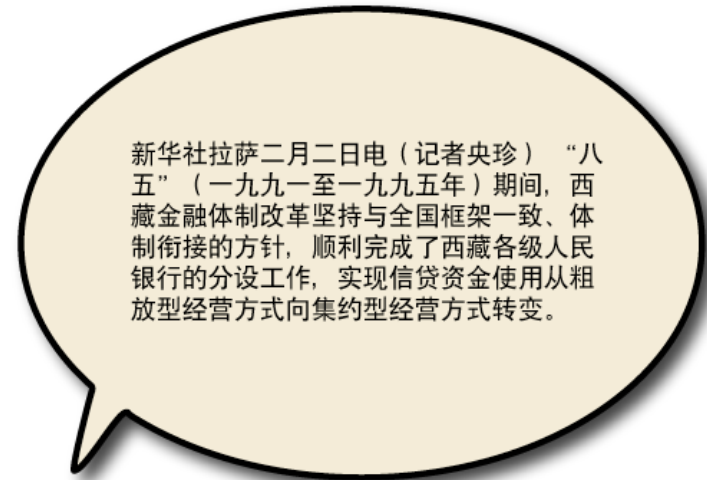 新华社拉萨二月二日电（记者央珍） “八
五”（一九九一至一九九五年）期间，西
藏金融体制改革坚持与全国框架一致、体
制衔接的方针，顺利完成了西藏各级人民
银行的分设工作，实现信贷资金使用从粗
放型经营方式向集约型经营方式转变。